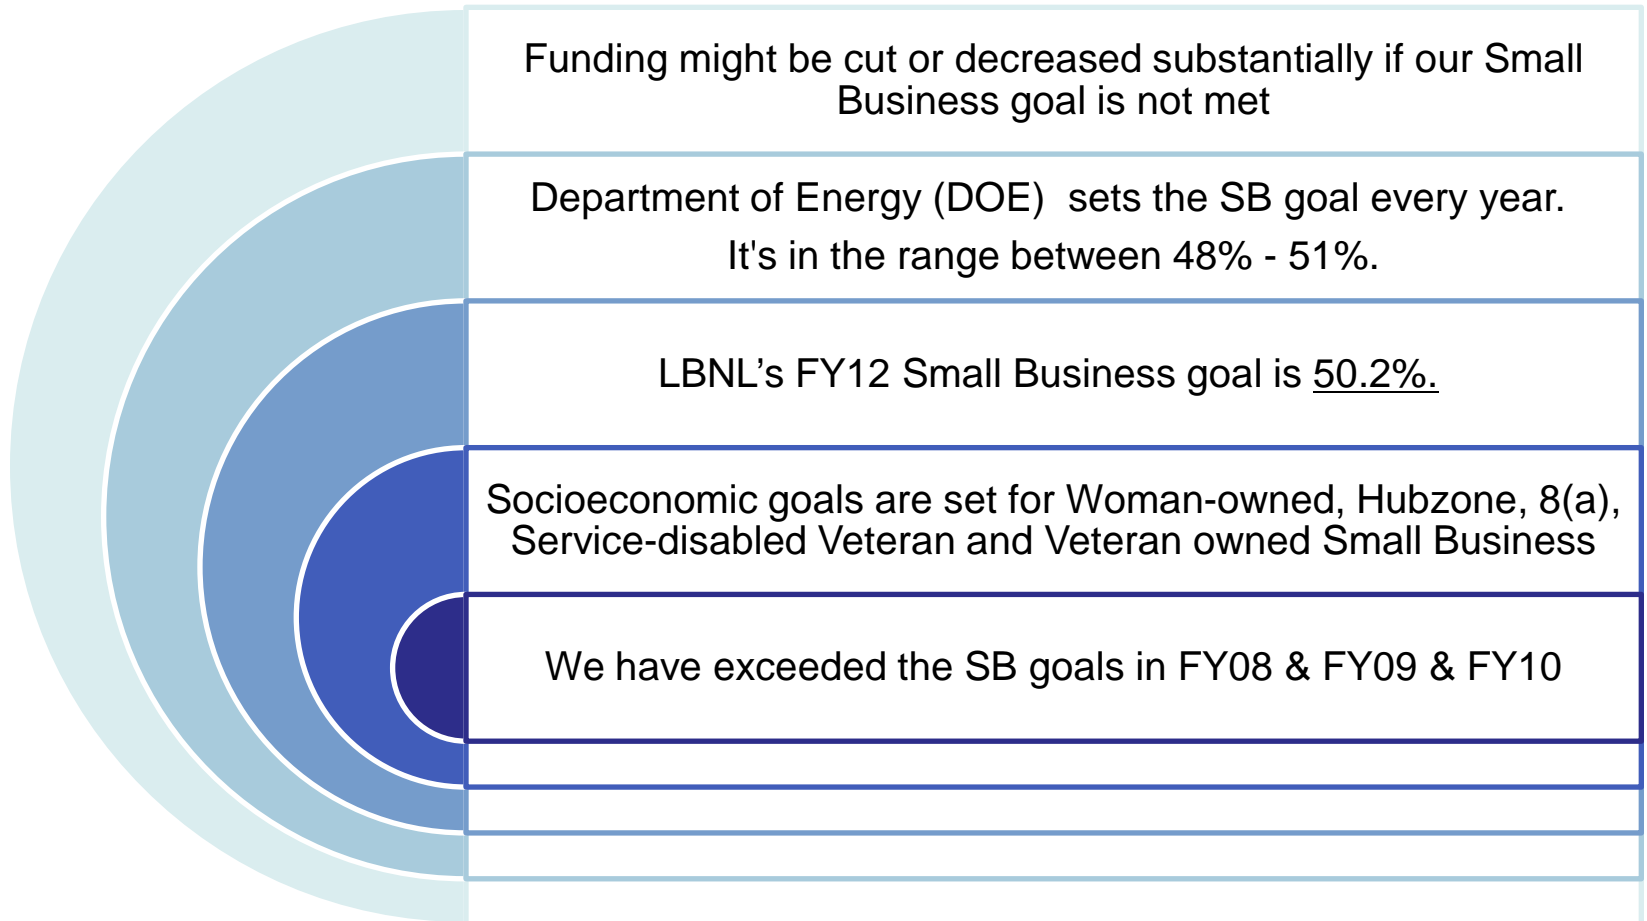 Funding might be cut or decreased substantially if our Small
Business goal is not met
Department of Energy (DOE)  sets the SB goal every year.
It's in the range between 48% - 51%.
LBNL’s FY12 Small Business goal is 50.2%.
Socioeconomic goals are set for Woman-owned, Hubzone, 8(a),
Service-disabled Veteran and Veteran owned Small Business
We have exceeded the SB goals in FY08 & FY09 & FY10